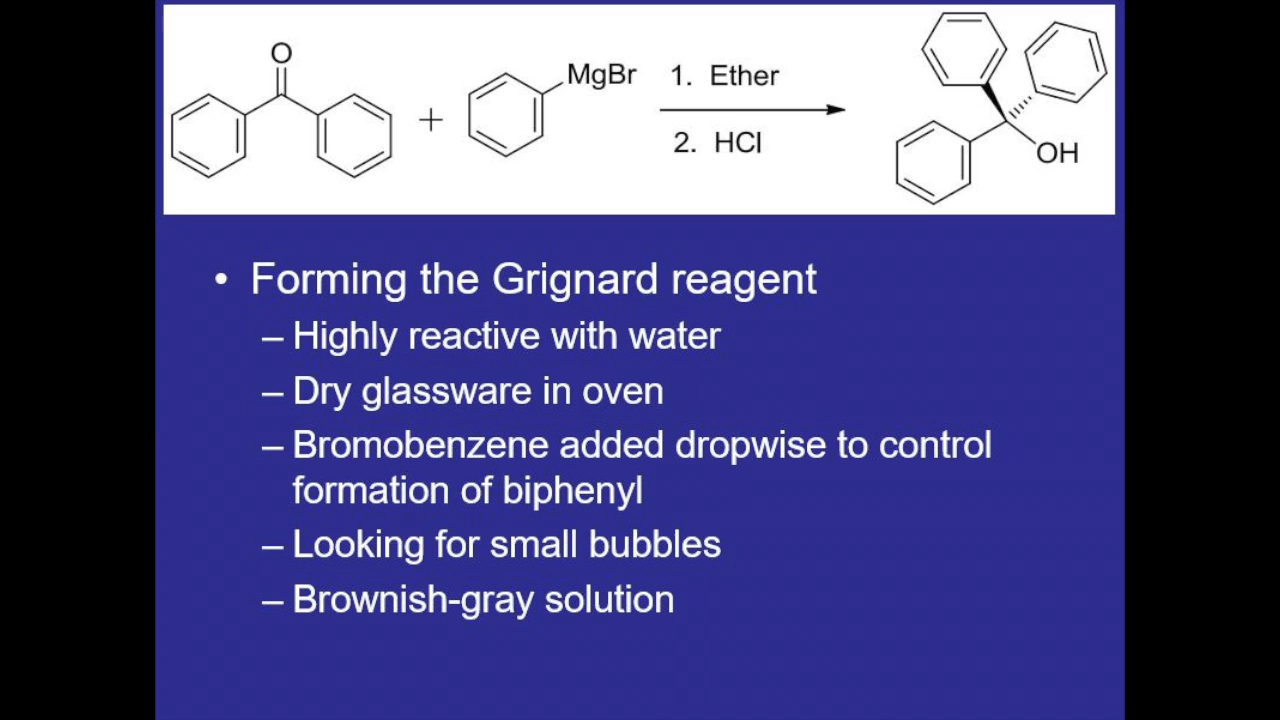 O
MgBr
+
1. Ether
2. HCl
OH
• Forming the Grignard reagent
– Highly reactive with water
– Dry glassware in oven
– Bromobenzene added dropwise to control
formation of biphenyl
– Looking for small bubbles
– Brownish-gray solution